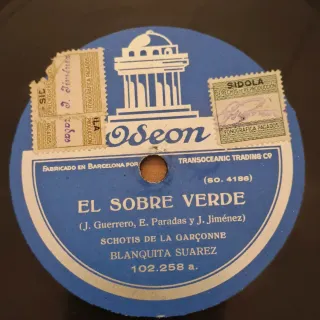 SIDOLA
Odeon
FABRICADO EN BARCELONA POR TRANSOCEANIC TRADING Cº
(SO. 4186)
EL SOBRE VERDE
(J. Guerrero, E. Paradas y J. Jiménez)
SCHOTIS DE LA GARÇONNE
BLANQUITA SUAREZ
102.258 a.